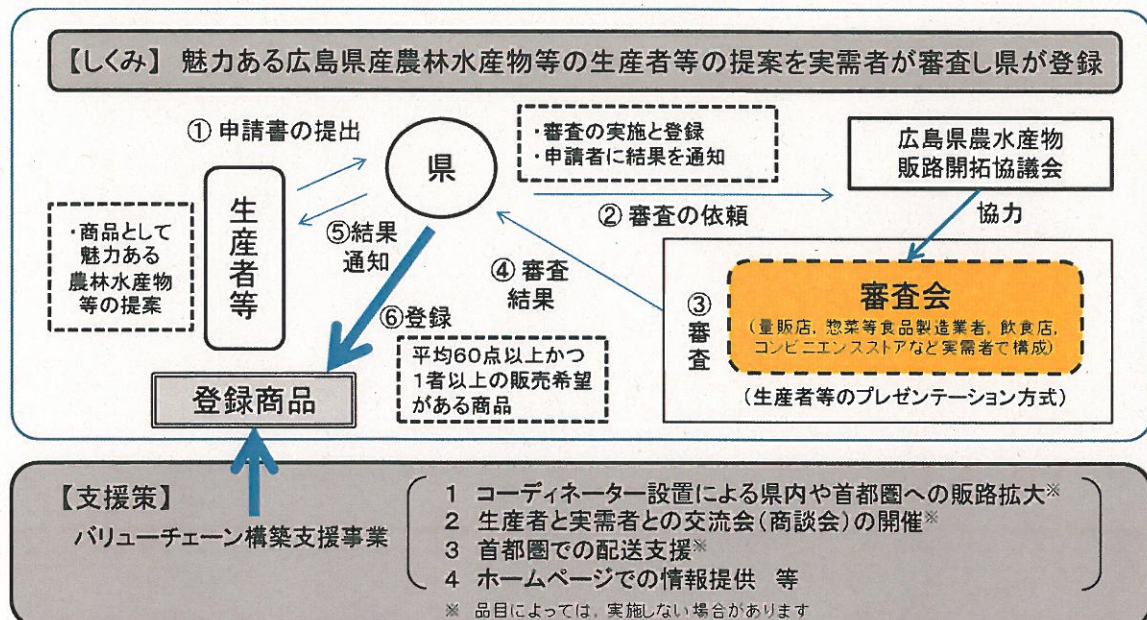 【しくみ】 魅力ある広島県産農林水産物等の生産者等の提案を実需者が審査し県が登録
① 申請書の提出
県
・審査の実施と登録
・申請者に結果を通知
広島県農水産物
販路開拓協議会
生産者等
・商品として
魅力ある
農林水産物
等の提案
⑤結果
通知
② 審査の依頼
協力
④ 審査
結果
③審査
審査会
(量販店, 惣菜等食品製造業者, 飲食店,
コンビニエンスストアなど実需者で構成)
(生産者等のプレゼンテーション方式)
⑥登録
平均60点以上かつ
1者以上の販売希望
がある商品
登録商品
【支援策】
バリューチェーン構築支援事業
1 コーディネーター設置による県内や首都圏への販路拡大※
2 生産者と実需者との交流会(商談会)の開催※
3 首都圏での配送支援※
4 ホームページでの情報提供 等
※ 品目によっては, 実施しない場合があります